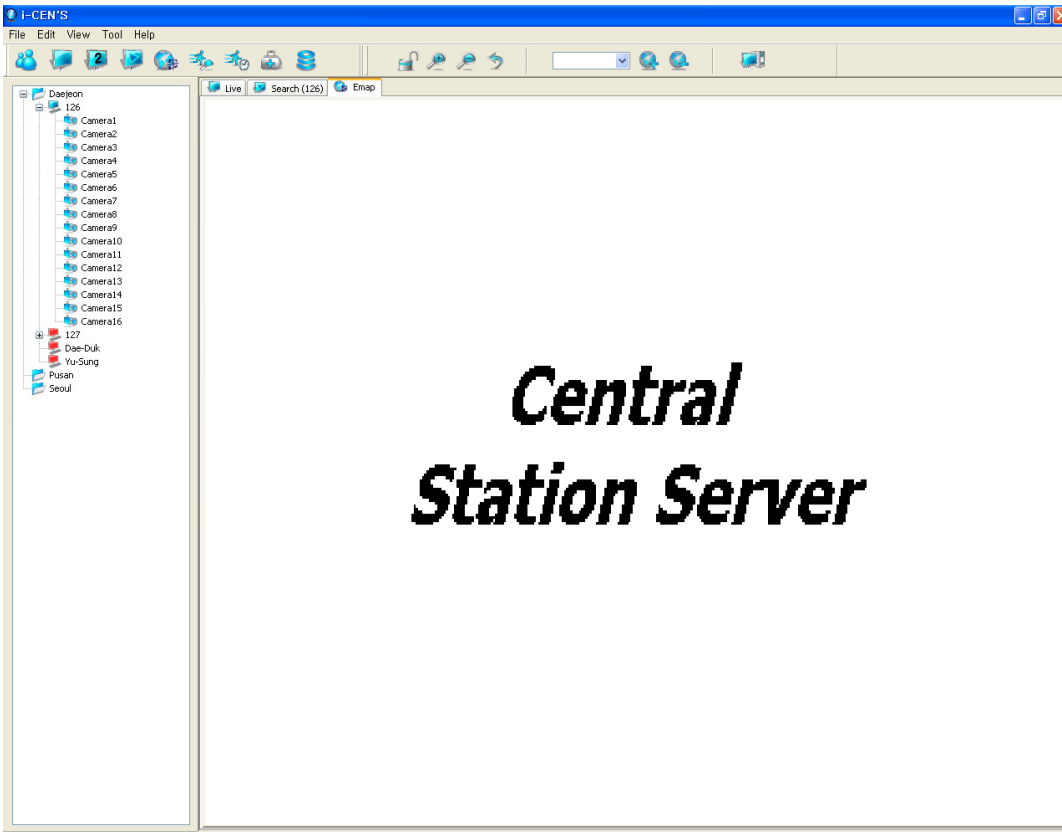 i-CEN'S
File Edit View Tool Help
2
Live Search (126) Emap
Daejeon
126
Camera1
Camera2
Camera3
Camera4
Camera5
Camera6
Camera7
Camera8
Camera9
Camera10
Camera11
Camera12
Camera13
Camera14
Camera15
Camera16
127
Dae-Duk
Yu-Sung
Pusan
Seoul
Central
Station Server